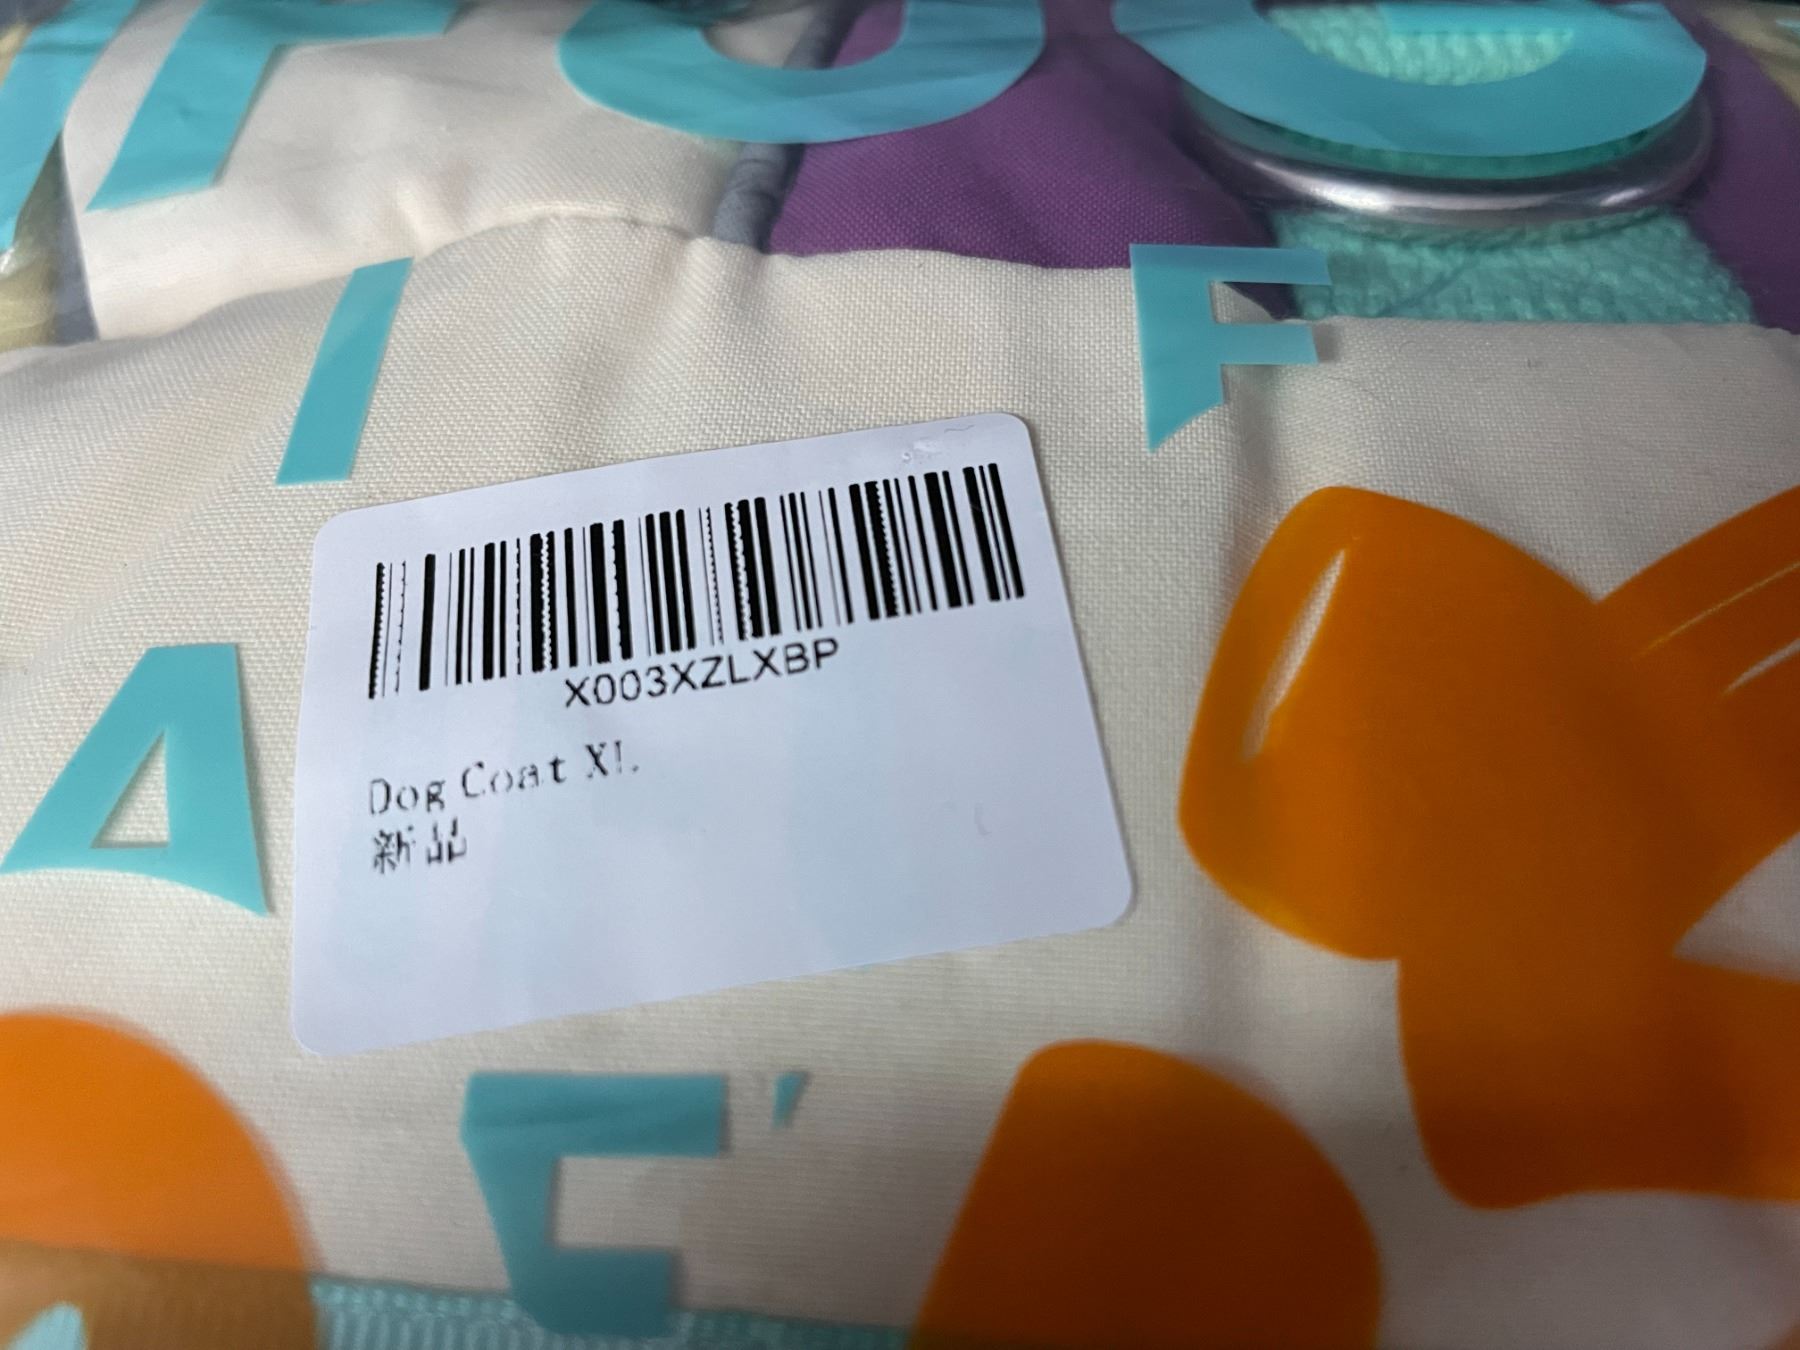 X003XZLXBP
Dog Coat XL
新品